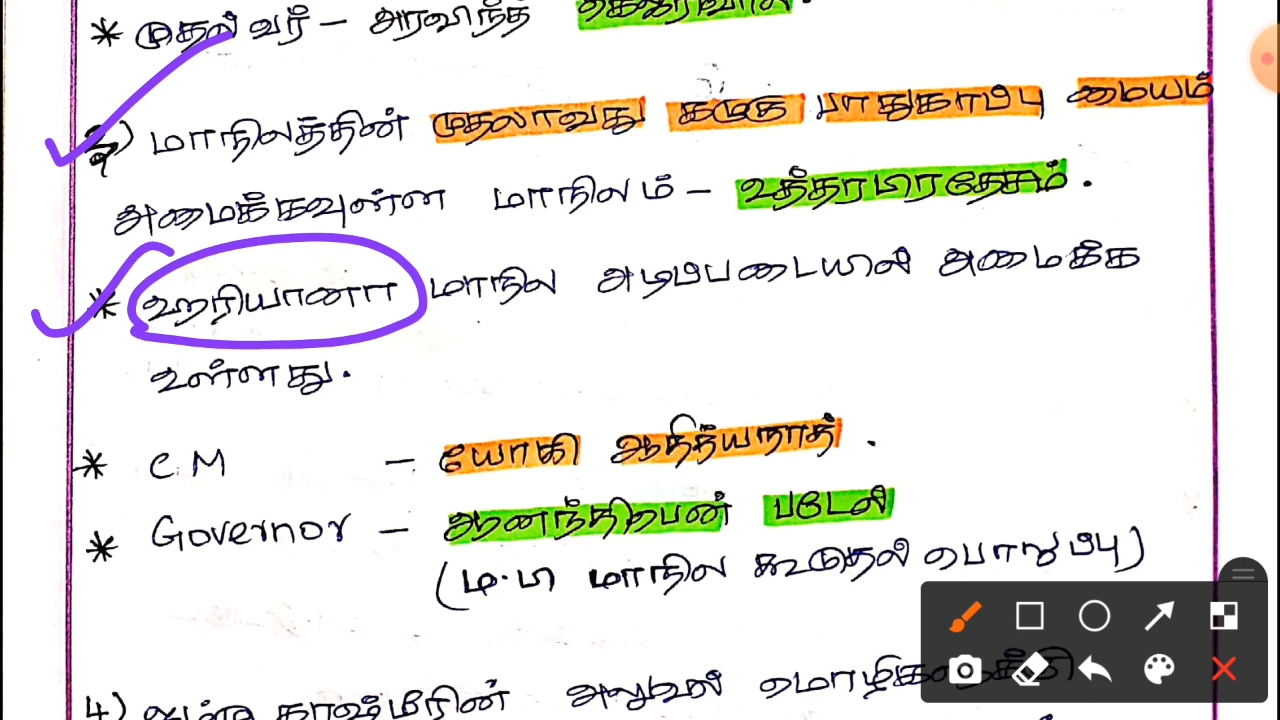 * முதல்வர் – அரவிந்த் கெஜ்ரிவால்.
3) மாநிலத்தின் முதலாவது கழுகு பாதுகாப்பு மையம்
அமைக்கவுள்ள மாநிலம் – உத்தரபிரதேசம்.
* ஹரியானா மாநில அடிப்படையில் அமைக்க
உள்ளது.
* C.M – யோகி ஆதித்யநாத்.
* Governor – ஆனந்திபென் படேல்
(ம.பி மாநில கூடுதல் பொறுப்பு)
4) ஜம்மு காஷ்மீரின் அலுவல் மொழிகளாக்கி